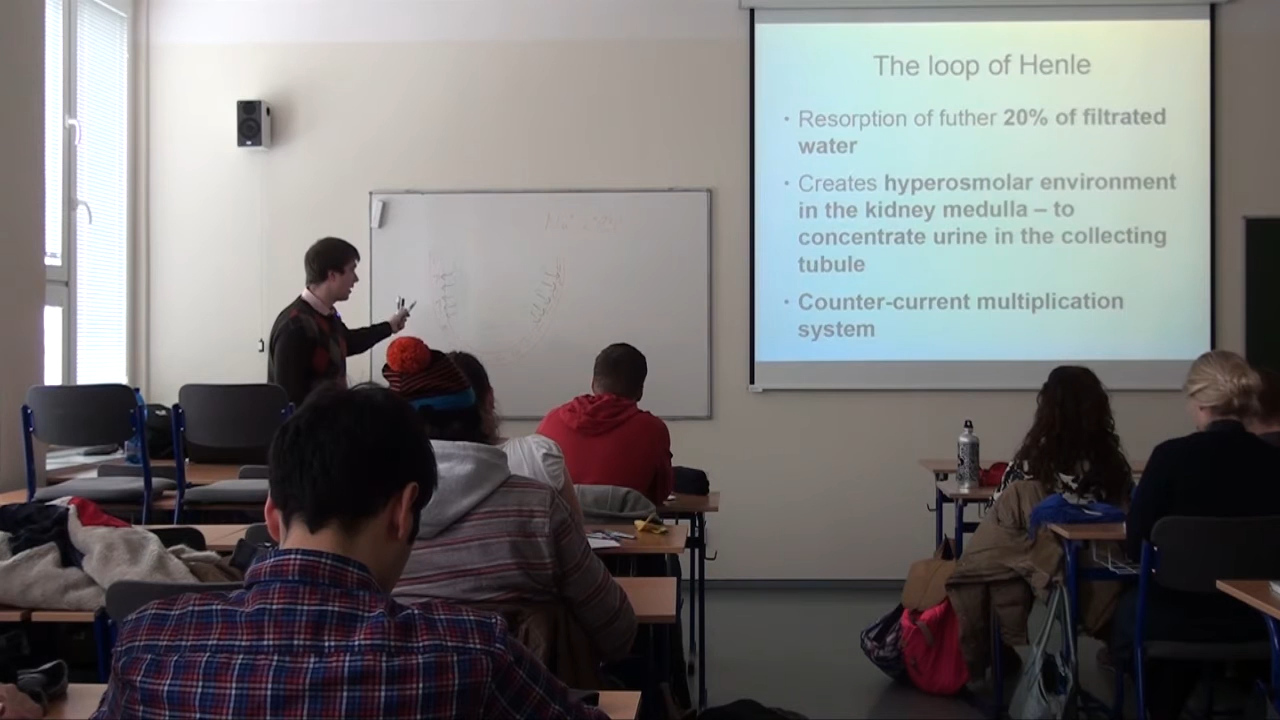 The loop of Henle
• Resorption of futher 20% of filtrated
water
• Creates hyperosmolar environment
in the kidney medulla – to
concentrate urine in the collecting
tubule
• Counter-current multiplication
system